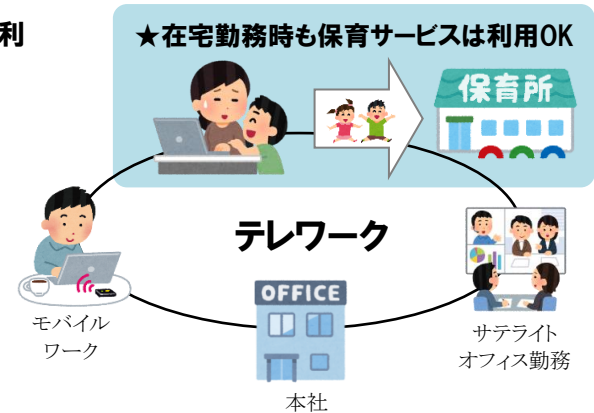 利
★在宅勤務時も保育サービスは利用OK
保育所
テレワーク
OFFICE
モバイル
ワーク
サテライト
オフィス勤務
本社